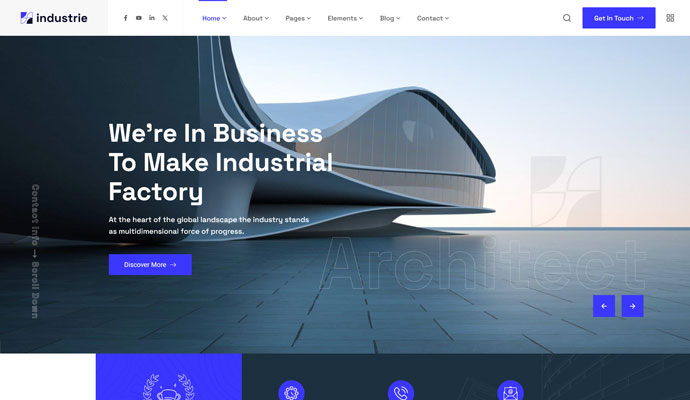 industrie
Home
About
Pages
Elements
Blog
Contact
Get In Touch →
We're In Business
To Make Industrial
Factory
At the heart of the global landscape the industry stands
as multidimensional force of progress.
Discover More →
Contact info → Scroll Down
Architect